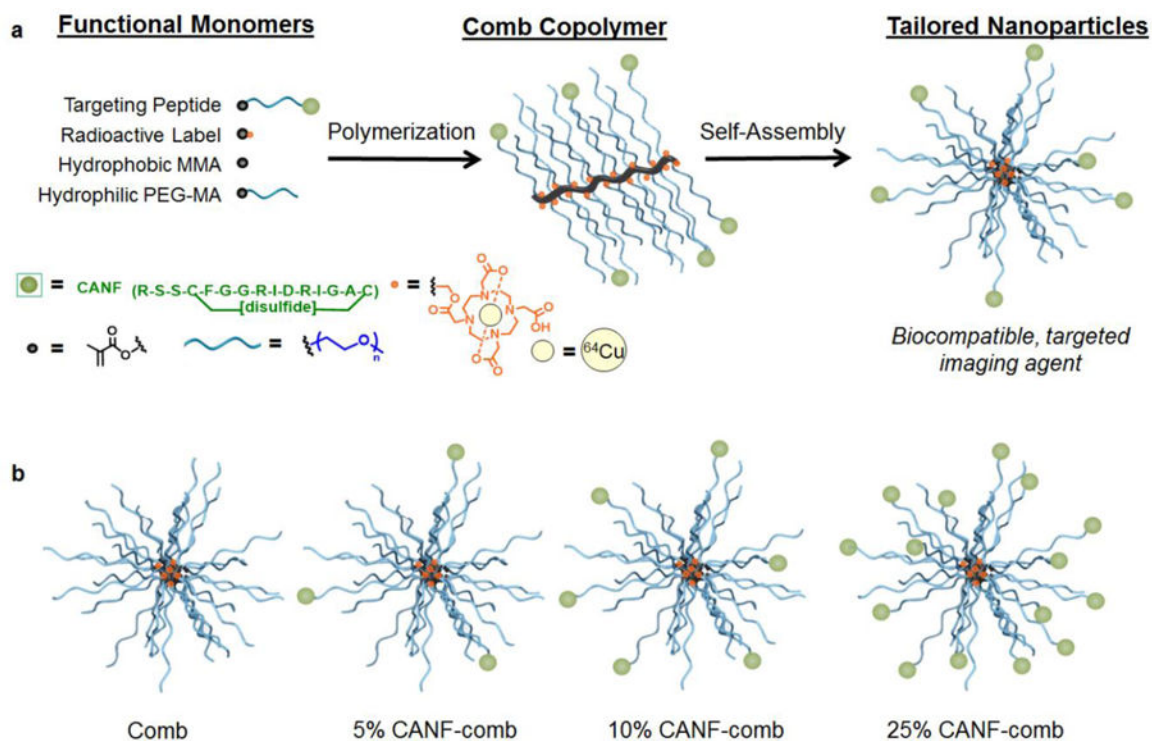 a
Functional Monomers
Comb Copolymer
Tailored Nanoparticles
Targeting Peptide
Radioactive Label
Hydrophobic MMA
Hydrophilic PEG-MA
Polymerization
Self-Assembly
= CANF (R-S-S-C-F-G-G-R-I-D-R-I-G-A-C)
[disulfide]
= O O
= O n
= O O O O N N N N O OH O O
= 64Cu
Biocompatible, targeted
imaging agent
b
Comb
5% CANF-comb
10% CANF-comb
25% CANF-comb